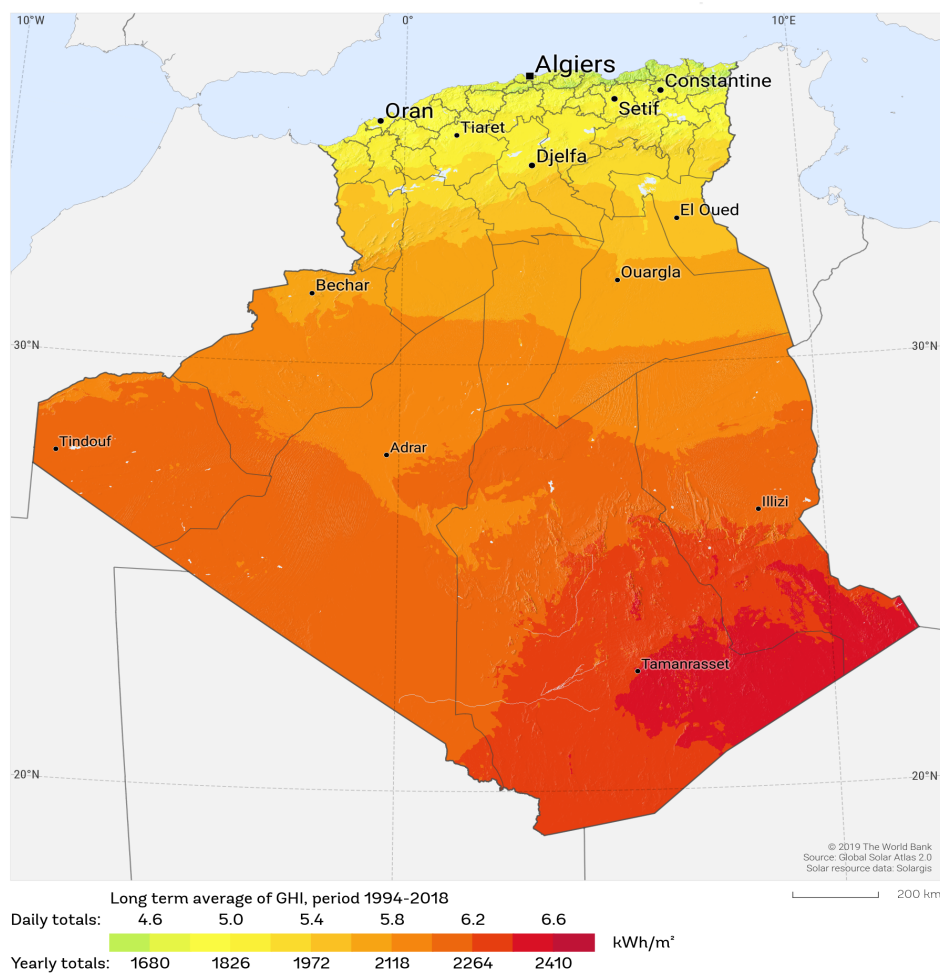 10°W 0° 10°E
Algiers
Constantine
Oran
Setif
Tiaret
Djelfa
El Oued
Ouargla
Bechar
30°N 30°N
Tindouf
Adrar
Illizi
Tamanrasset
20°N 20°N
© 2019 The World Bank
Source: Global Solar Atlas 2.0
Solar resource data: Solargis
200 km
Long term average of GHI, period 1994-2018
Daily totals: 4.6 5.0 5.4 5.8 6.2 6.6
kWh/m²
Yearly totals: 1680 1826 1972 2118 2264 2410